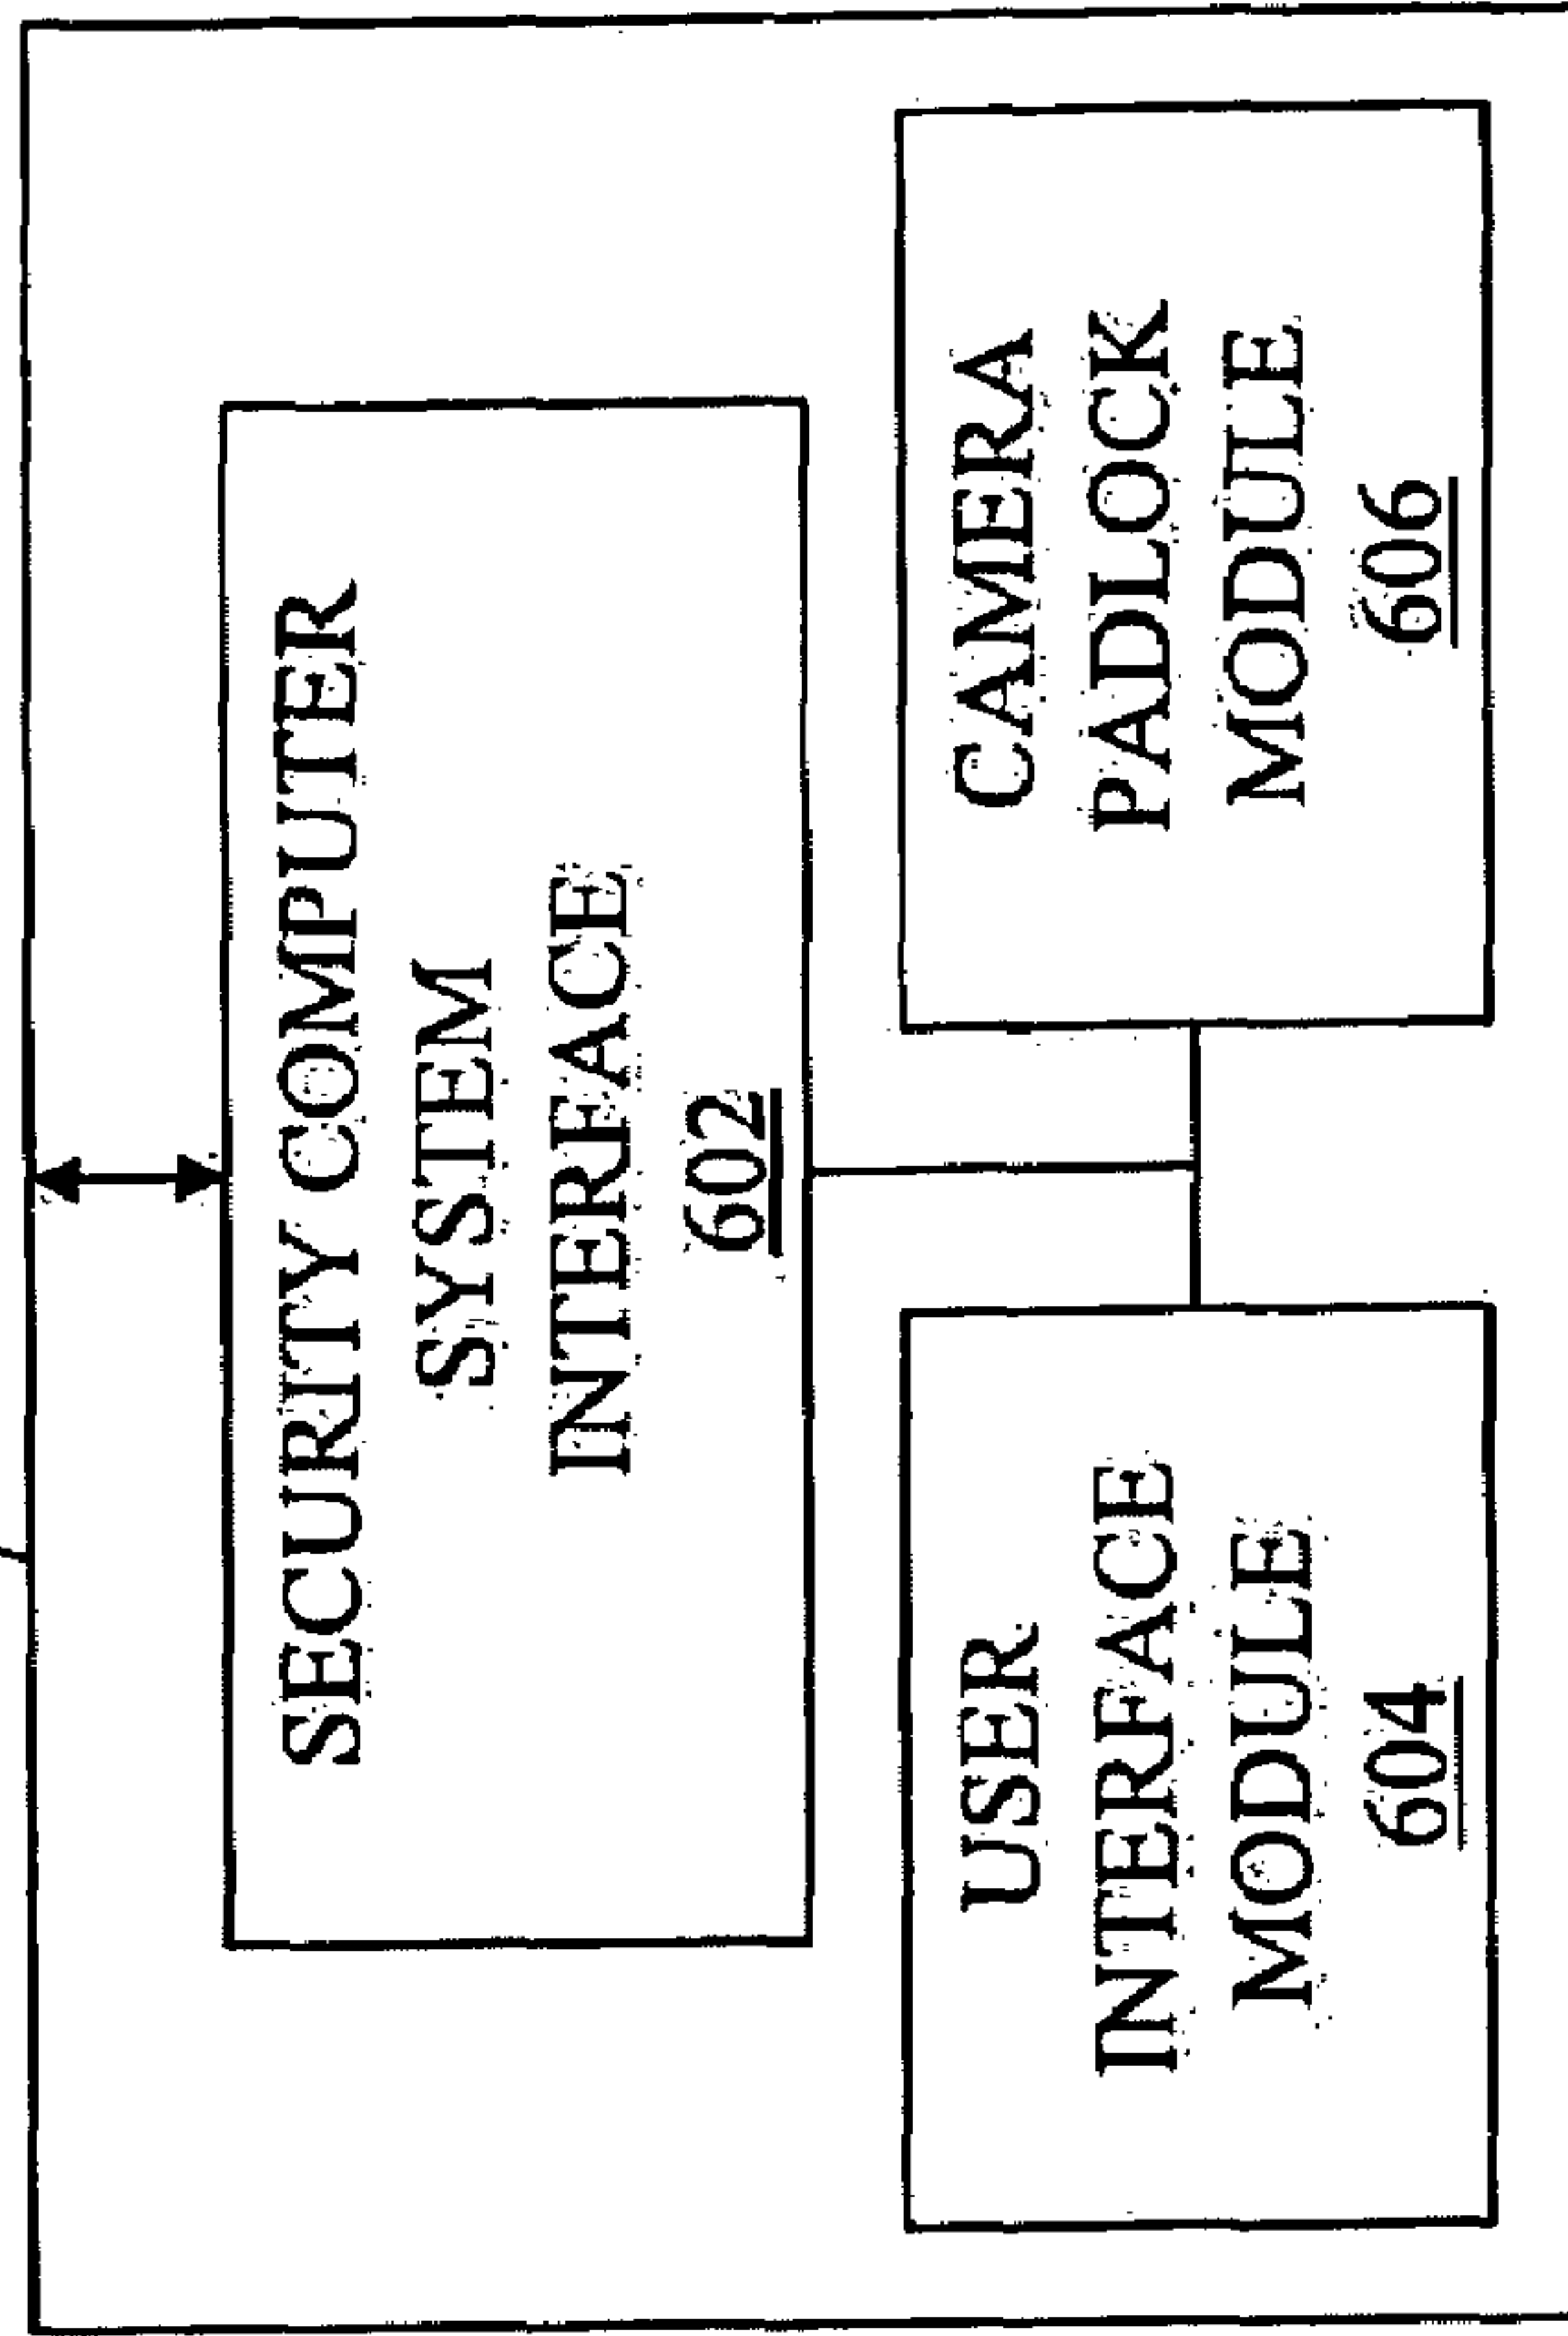 SECURITY COMPUTER
SYSTEM
INTERFACE
602
USER
INTERFACE
MODULE
604
CAMERA
PADLOCK
MODULE
606